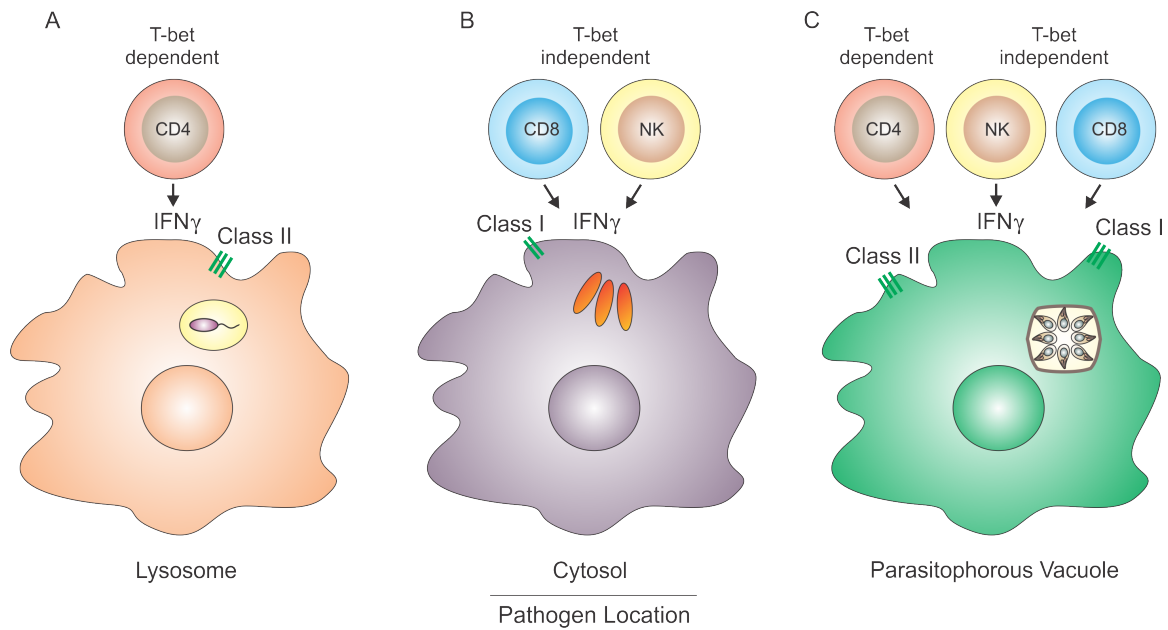 A
T-bet
dependent
CD4
IFNγ
Class II
Lysosome
B
T-bet
independent
CD8
NK
Class I
IFNγ
Cytosol
Pathogen Location
C
T-bet
dependent
T-bet
independent
CD4
NK
CD8
IFNγ
Class I
Class II
Parasitophorous Vacuole